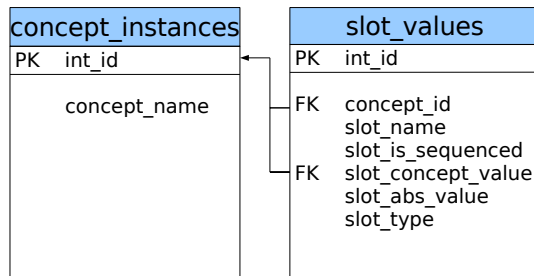 concept_instances
PK int_id
concept_name
slot_values
PK int_id
FK concept_id
slot_name
slot_is_sequenced
FK slot_concept_value
slot_abs_value
slot_type